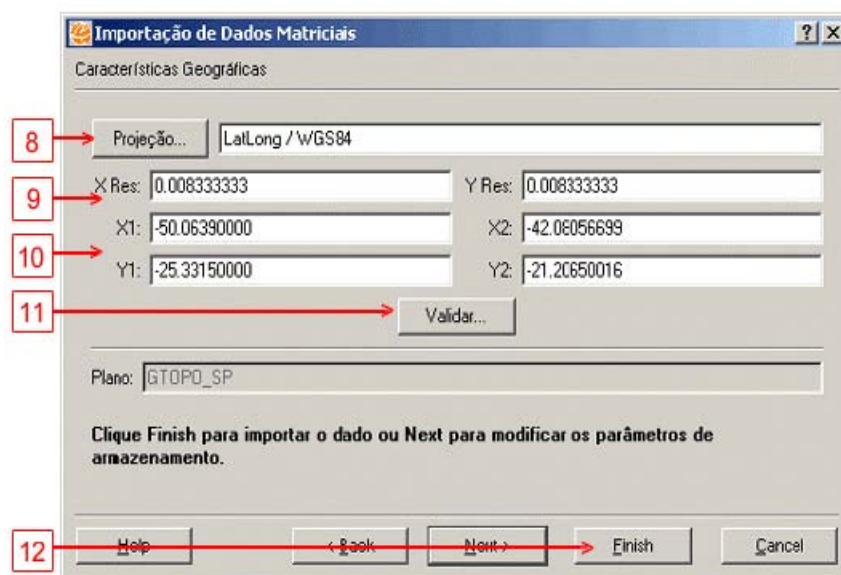 Importação de Dados Matriciais
Características Geográficas
8
Projeção...
LatLong / WGS84
9
X Res: 0.008333333
Y Res: 0.008333333
X1: -50.06390000
X2: -42.08056699
10
Y1: -25.33150000
Y2: -21.20650016
11
Validar...
Plano: GTOPO_SP
Clique Finish para importar o dado ou Next para modificar os parâmetros de
armazenamento.
12
Help
< Back
Next >
Finish
Cancel